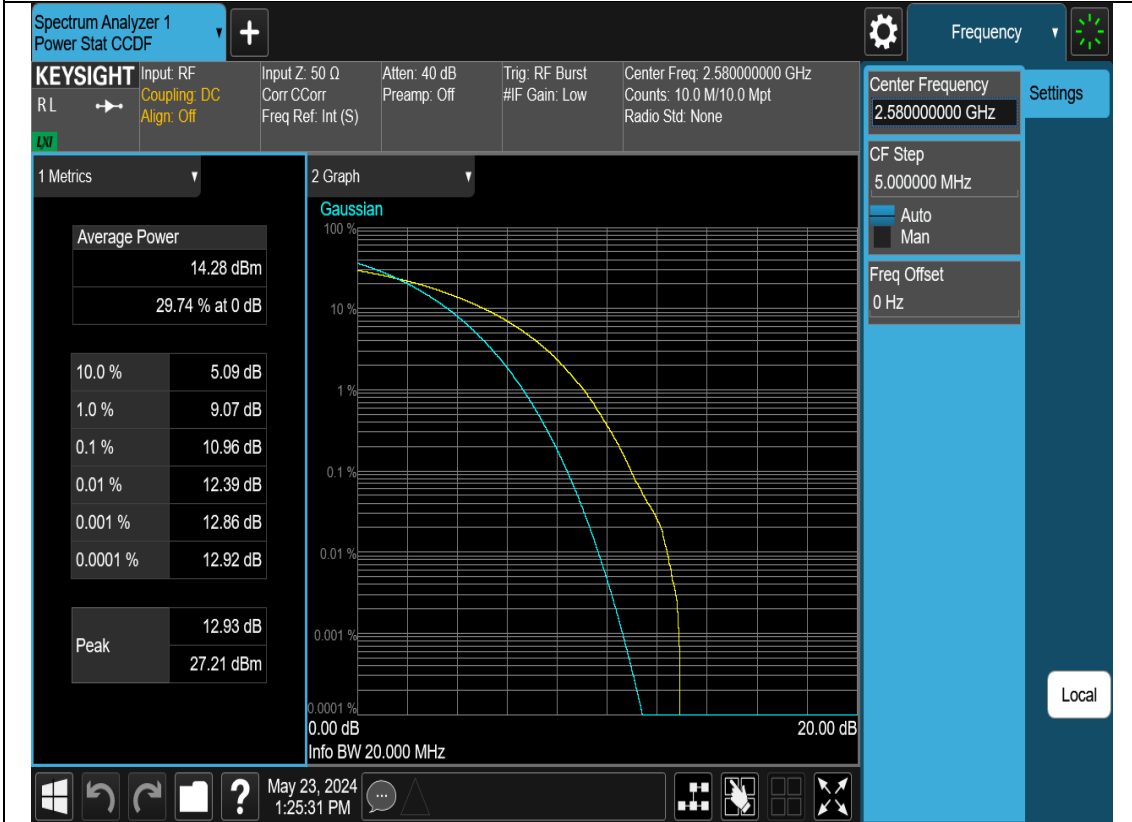 Spectrum Analyzer 1
Power Stat CCDF
+
Frequency
KEYSIGHT
RL
LXI
Input: RF
Coupling: DC
Align: Off
Input Z: 50 Ω
Corr CCorr
Freq Ref: Int (S)
Atten: 40 dB
Preamp: Off
Trig: RF Burst
#IF Gain: Low
Center Freq: 2.580000000 GHz
Counts: 10.0 M/10.0 Mpt
Radio Std: None
Center Frequency
2.580000000 GHz
Settings
CF Step
5.000000 MHz
Auto
Man
Freq Offset
0 Hz
Local
1 Metrics
Average Power
14.28 dBm
29.74 % at 0 dB
10.0 % 5.09 dB
1.0 % 9.07 dB
0.1 % 10.96 dB
0.01 % 12.39 dB
0.001 % 12.86 dB
0.0001 % 12.92 dB
Peak
12.93 dB
27.21 dBm
2 Graph
Gaussian
100 %
10 %
1 %
0.1 %
0.01 %
0.001 %
0.0001 %
0.00 dB 20.00 dB
Info BW 20.000 MHz
?
May 23, 2024
1:25:31 PM